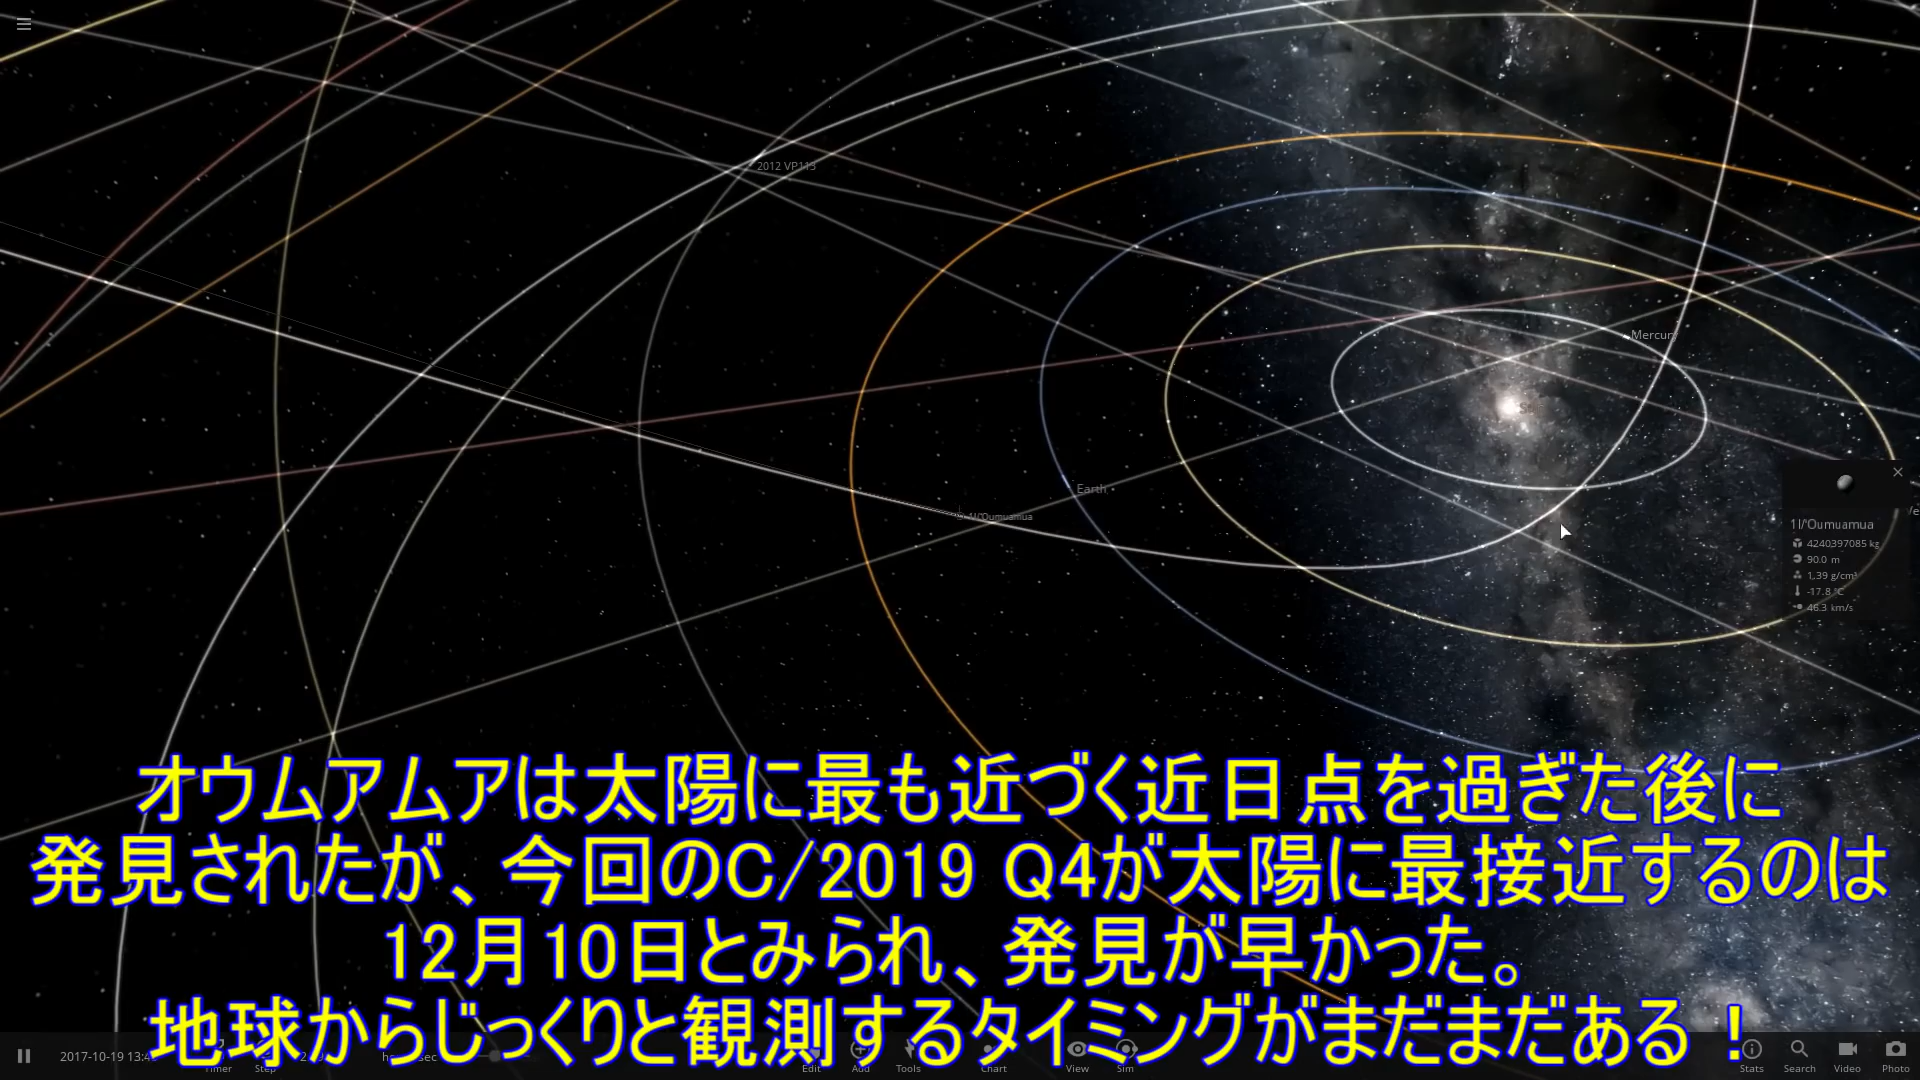 2012 VP113
Mercury
Earth
1I/'Oumuamua
1I/'Oumuamua
4240397085 kg
90.0 m
1.39 g/cm³
-17.8 °C
46.3 km/s
オウムアムアは太陽に最も近づく近日点を過ぎた後に
発見されたが、今回のC/2019 Q4が太陽に最接近するのは
12月10日とみられ、発見が早かった。
地球からじっくりと観測するタイミングがまだまだある！
2017-10-19
Timer
Step
Edit
Add
Tools
Chart
View
Sim
Stats
Search
Video
Photo